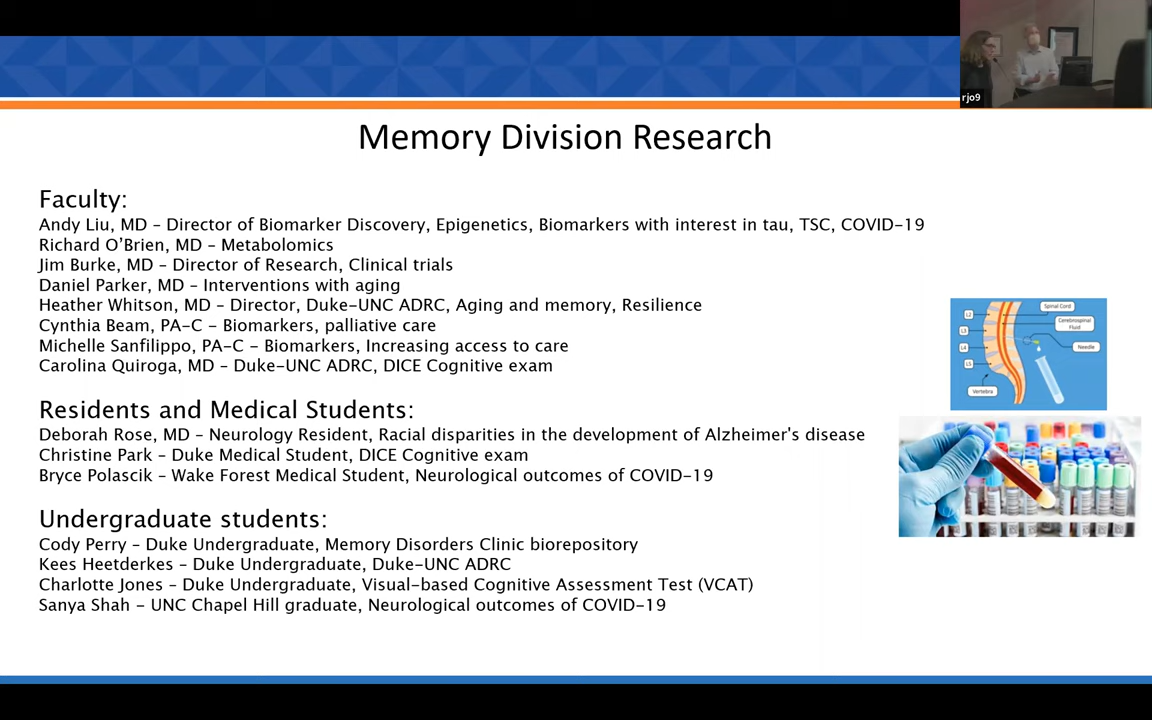 rjo9
Memory Division Research
Faculty:
Andy Liu, MD – Director of Biomarker Discovery, Epigenetics, Biomarkers with interest in tau, TSC, COVID-19
Richard O’Brien, MD – Metabolomics
Jim Burke, MD – Director of Research, Clinical trials
Daniel Parker, MD – Interventions with aging
Heather Whitson, MD – Director, Duke-UNC ADRC, Aging and memory, Resilience
Cynthia Beam, PA-C – Biomarkers, palliative care
Michelle Sanfilippo, PA-C – Biomarkers, Increasing access to care
Carolina Quiroga, MD – Duke-UNC ADRC, DICE Cognitive exam
Residents and Medical Students:
Deborah Rose, MD – Neurology Resident, Racial disparities in the development of Alzheimer's disease
Christine Park – Duke Medical Student, DICE Cognitive exam
Bryce Polascik – Wake Forest Medical Student, Neurological outcomes of COVID-19
Undergraduate students:
Cody Perry – Duke Undergraduate, Memory Disorders Clinic biorepository
Kees Heetderkes – Duke Undergraduate, Duke-UNC ADRC
Charlotte Jones – Duke Undergraduate, Visual-based Cognitive Assessment Test (VCAT)
Sanya Shah – UNC Chapel Hill graduate, Neurological outcomes of COVID-19
Spinal Cord
L2
Cerebrospinal
Fluid
L3
Needle
L4
L5
Vertebra